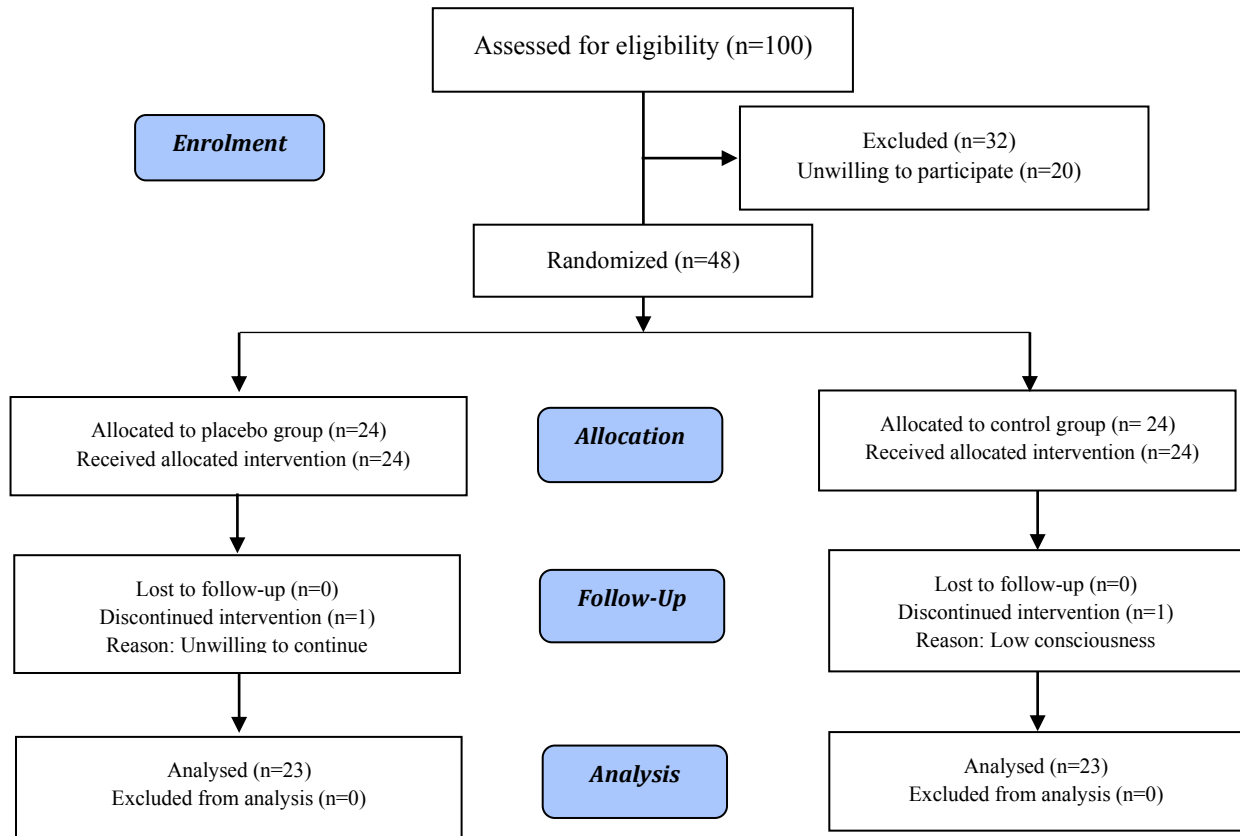 Assessed for eligibility (n=100)
Enrolment
Excluded (n=32)
Unwilling to participate (n=20)
Randomized (n=48)
Allocated to placebo group (n=24)
Received allocated intervention (n=24)
Allocation
Allocated to control group (n= 24)
Received allocated intervention (n=24)
Lost to follow-up (n=0)
Discontinued intervention (n=1)
Reason: Unwilling to continue
Follow-Up
Lost to follow-up (n=0)
Discontinued intervention (n=1)
Reason: Low consciousness
Analysed (n=23)
Excluded from analysis (n=0)
Analysis
Analysed (n=23)
Excluded from analysis (n=0)